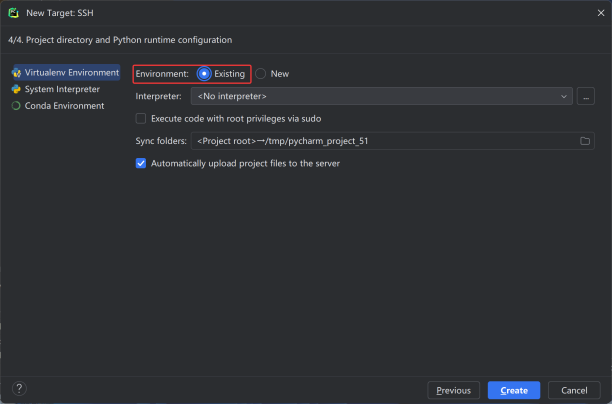 New Target: SSH
4/4. Project directory and Python runtime configuration
Virtualenv Environment
System Interpreter
Conda Environment
Environment: Existing New
Interpreter: <No interpreter> ...
Execute code with root privileges via sudo
Sync folders: <Project root>→/tmp/pycharm_project_51
Automatically upload project files to the server
? Previous Create Cancel